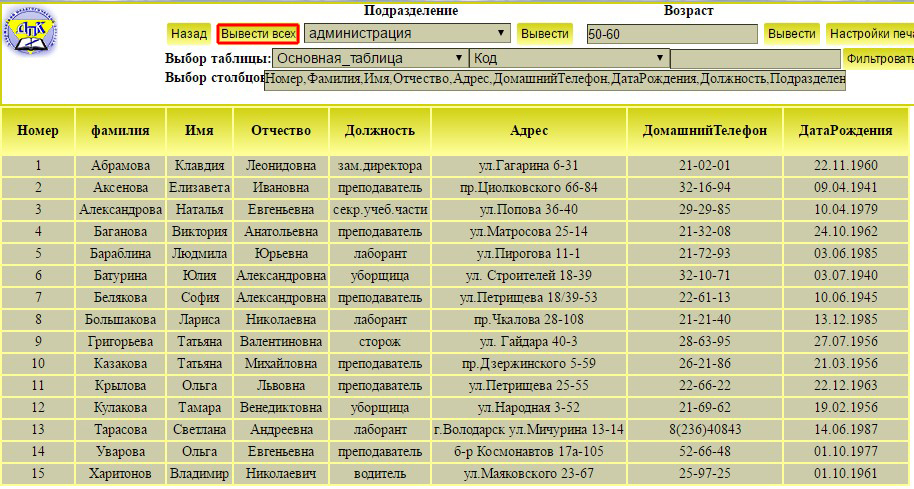 АПК
Подразделение Возраст
Назад Вывести всех администрация Вывести 50-60 Вывести Настройки печа
Выбор таблицы: Основная_таблица Код Фильтровать
Выбор столбцов Номер,Фамилия,Имя,Отчество,Адрес,ДомашнийТелефон,ДатаРождения,Должность,Подразделен
Номер фамилия Имя Отчество Должность Адрес ДомашнийТелефон ДатаРождения
1 Абрамова Клавдия Леонидовна зам.директора ул.Гагарина 6-31 21-02-01 22.11.1960
2 Аксенова Елизавета Ивановна преподаватель пр.Циолковского 66-84 32-16-94 09.04.1941
3 Александрова Наталья Евгеньевна секр.учеб.части ул.Попова 36-40 29-29-85 10.04.1979
4 Баганова Виктория Анатольевна преподаватель ул.Матросова 25-14 21-32-08 24.10.1962
5 Бараблина Людмила Юрьевна лаборант ул.Пирогова 11-1 21-72-93 03.06.1985
6 Батурина Юлия Александровна уборщица ул. Строителей 18-39 32-10-71 03.07.1940
7 Белякова София Александровна преподаватель ул.Петрищева 18/39-53 22-61-13 10.06.1945
8 Большакова Лариса Николаевна лаборант пр.Чкалова 28-108 21-21-40 13.12.1985
9 Григорьева Татьяна Валентиновна сторож ул. Гайдара 40-3 28-63-95 27.07.1956
10 Казакова Татьяна Михайловна преподаватель пр.Дзержинского 5-59 26-21-86 21.03.1956
11 Крылова Ольга Львовна преподаватель ул.Петрищева 25-55 22-66-22 22.12.1963
12 Кулакова Тамара Венедиктовна уборщица ул.Народная 3-52 21-69-62 19.02.1956
13 Тарасова Светлана Андреевна лаборант г.Володарск ул.Мичурина 13-14 8(236)40843 14.06.1987
14 Уварова Ольга Евгеньевна преподаватель б-р Космонавтов 17а-105 52-66-48 01.10.1977
15 Харитонов Владимир Николаевич водитель ул.Маяковского 23-67 25-97-25 01.10.1961